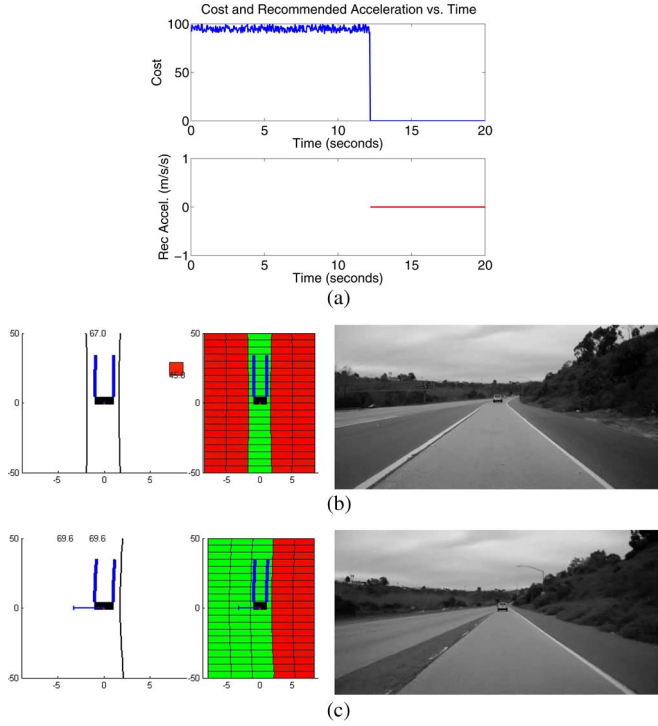 Cost and Recommended Acceleration vs. Time
100
50
0
Cost
0 5 10 15 20
Time (seconds)
1
0
−1
Rec Accel. (m/s/s)
0 5 10 15 20
Time (seconds)
(a)
50
0
-50
67.0
-5 0 5
45.0
50
0
-50
-5 0 5
(b)
50
0
-50
69.6 69.6
-5 0 5
50
0
-50
-5 0 5
(c)